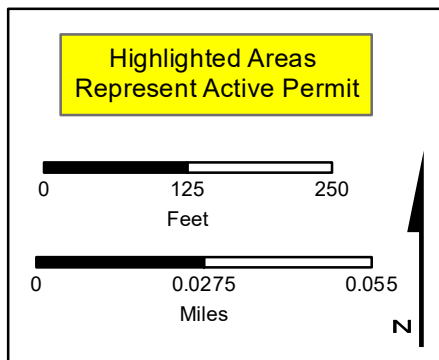 Highlighted Areas
Represent Active Permit
0 125 250
Feet
0 0.0275 0.055
Miles
N